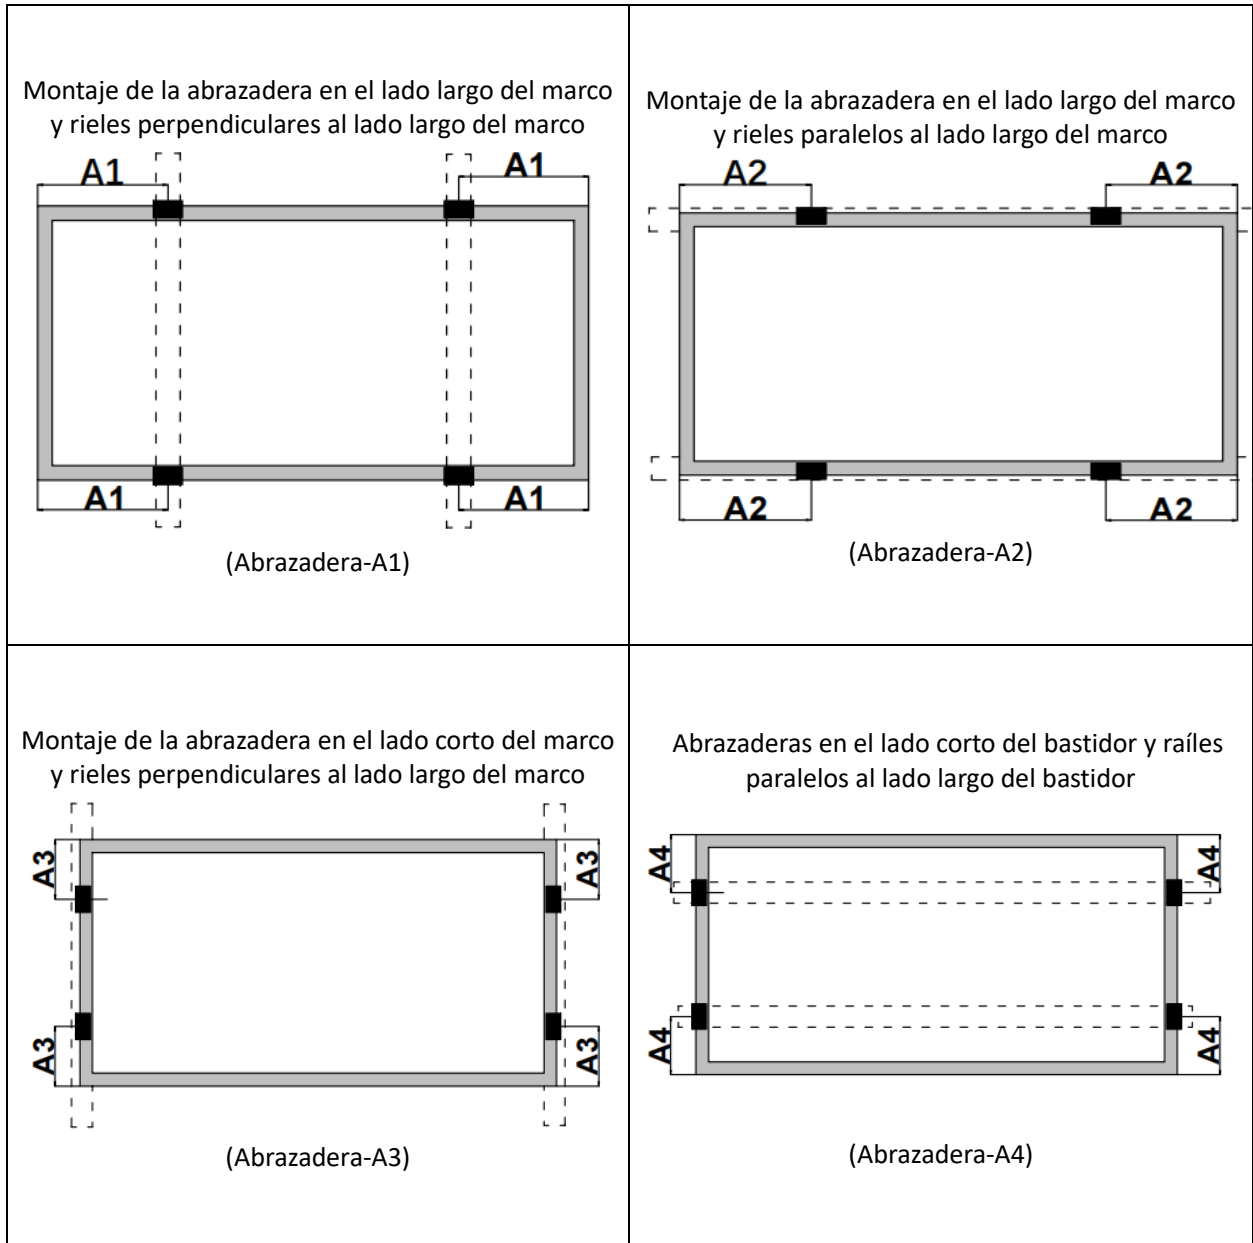 Montaje de la abrazadera en el lado largo del marco
y rieles perpendiculares al lado largo del marco
A1
A1
A1
A1
(Abrazadera-A1)
Montaje de la abrazadera en el lado largo del marco
y rieles paralelos al lado largo del marco
A2
A2
A2
A2
(Abrazadera-A2)
Montaje de la abrazadera en el lado corto del marco
y rieles perpendiculares al lado largo del marco
A3
A3
A3
A3
(Abrazadera-A3)
Abrazaderas en el lado corto del bastidor y raíles
paralelos al lado largo del bastidor
A4
A4
A4
A4
(Abrazadera-A4)